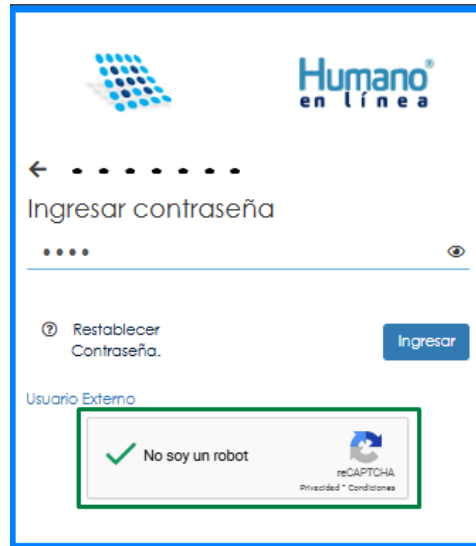 Humano®
en línea
Ingresar contraseña
Restablecer
Contraseña.
Ingresar
Usuario Externo
No soy un robot
reCAPTCHA
Privacidad * Condiciones